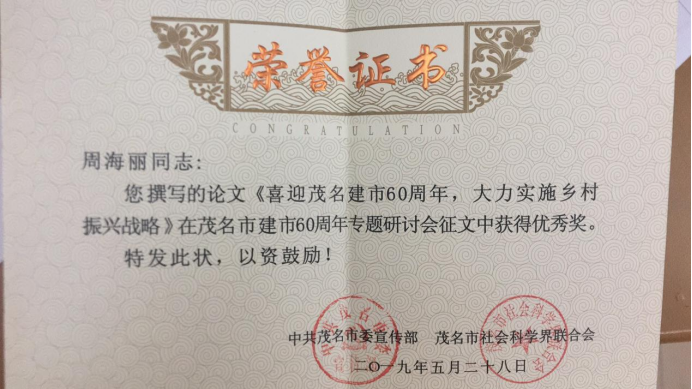 荣誉证书
CONGRATULATION
周海丽同志:
您撰写的论文《喜迎茂名建市60周年，大力实施乡村
振兴战略》在茂名市建市60周年专题研讨会征文中获得优秀奖。
特发此状，以资鼓励！
中共茂名市委宣传部 茂名市社会科学界联合会
二〇一九年五月二十八日